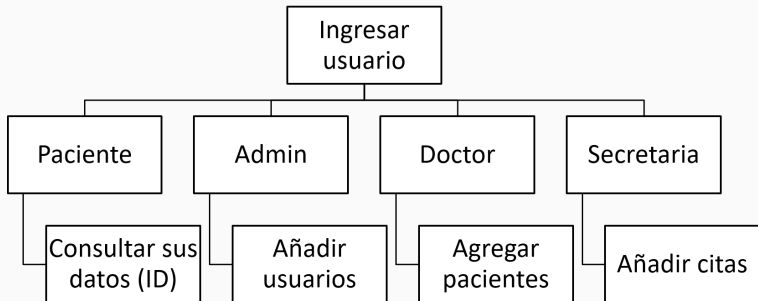 Ingresar
usuario
Paciente
Admin
Doctor
Secretaria
Consultar sus
datos (ID)
Añadir
usuarios
Agregar
pacientes
Añadir citas